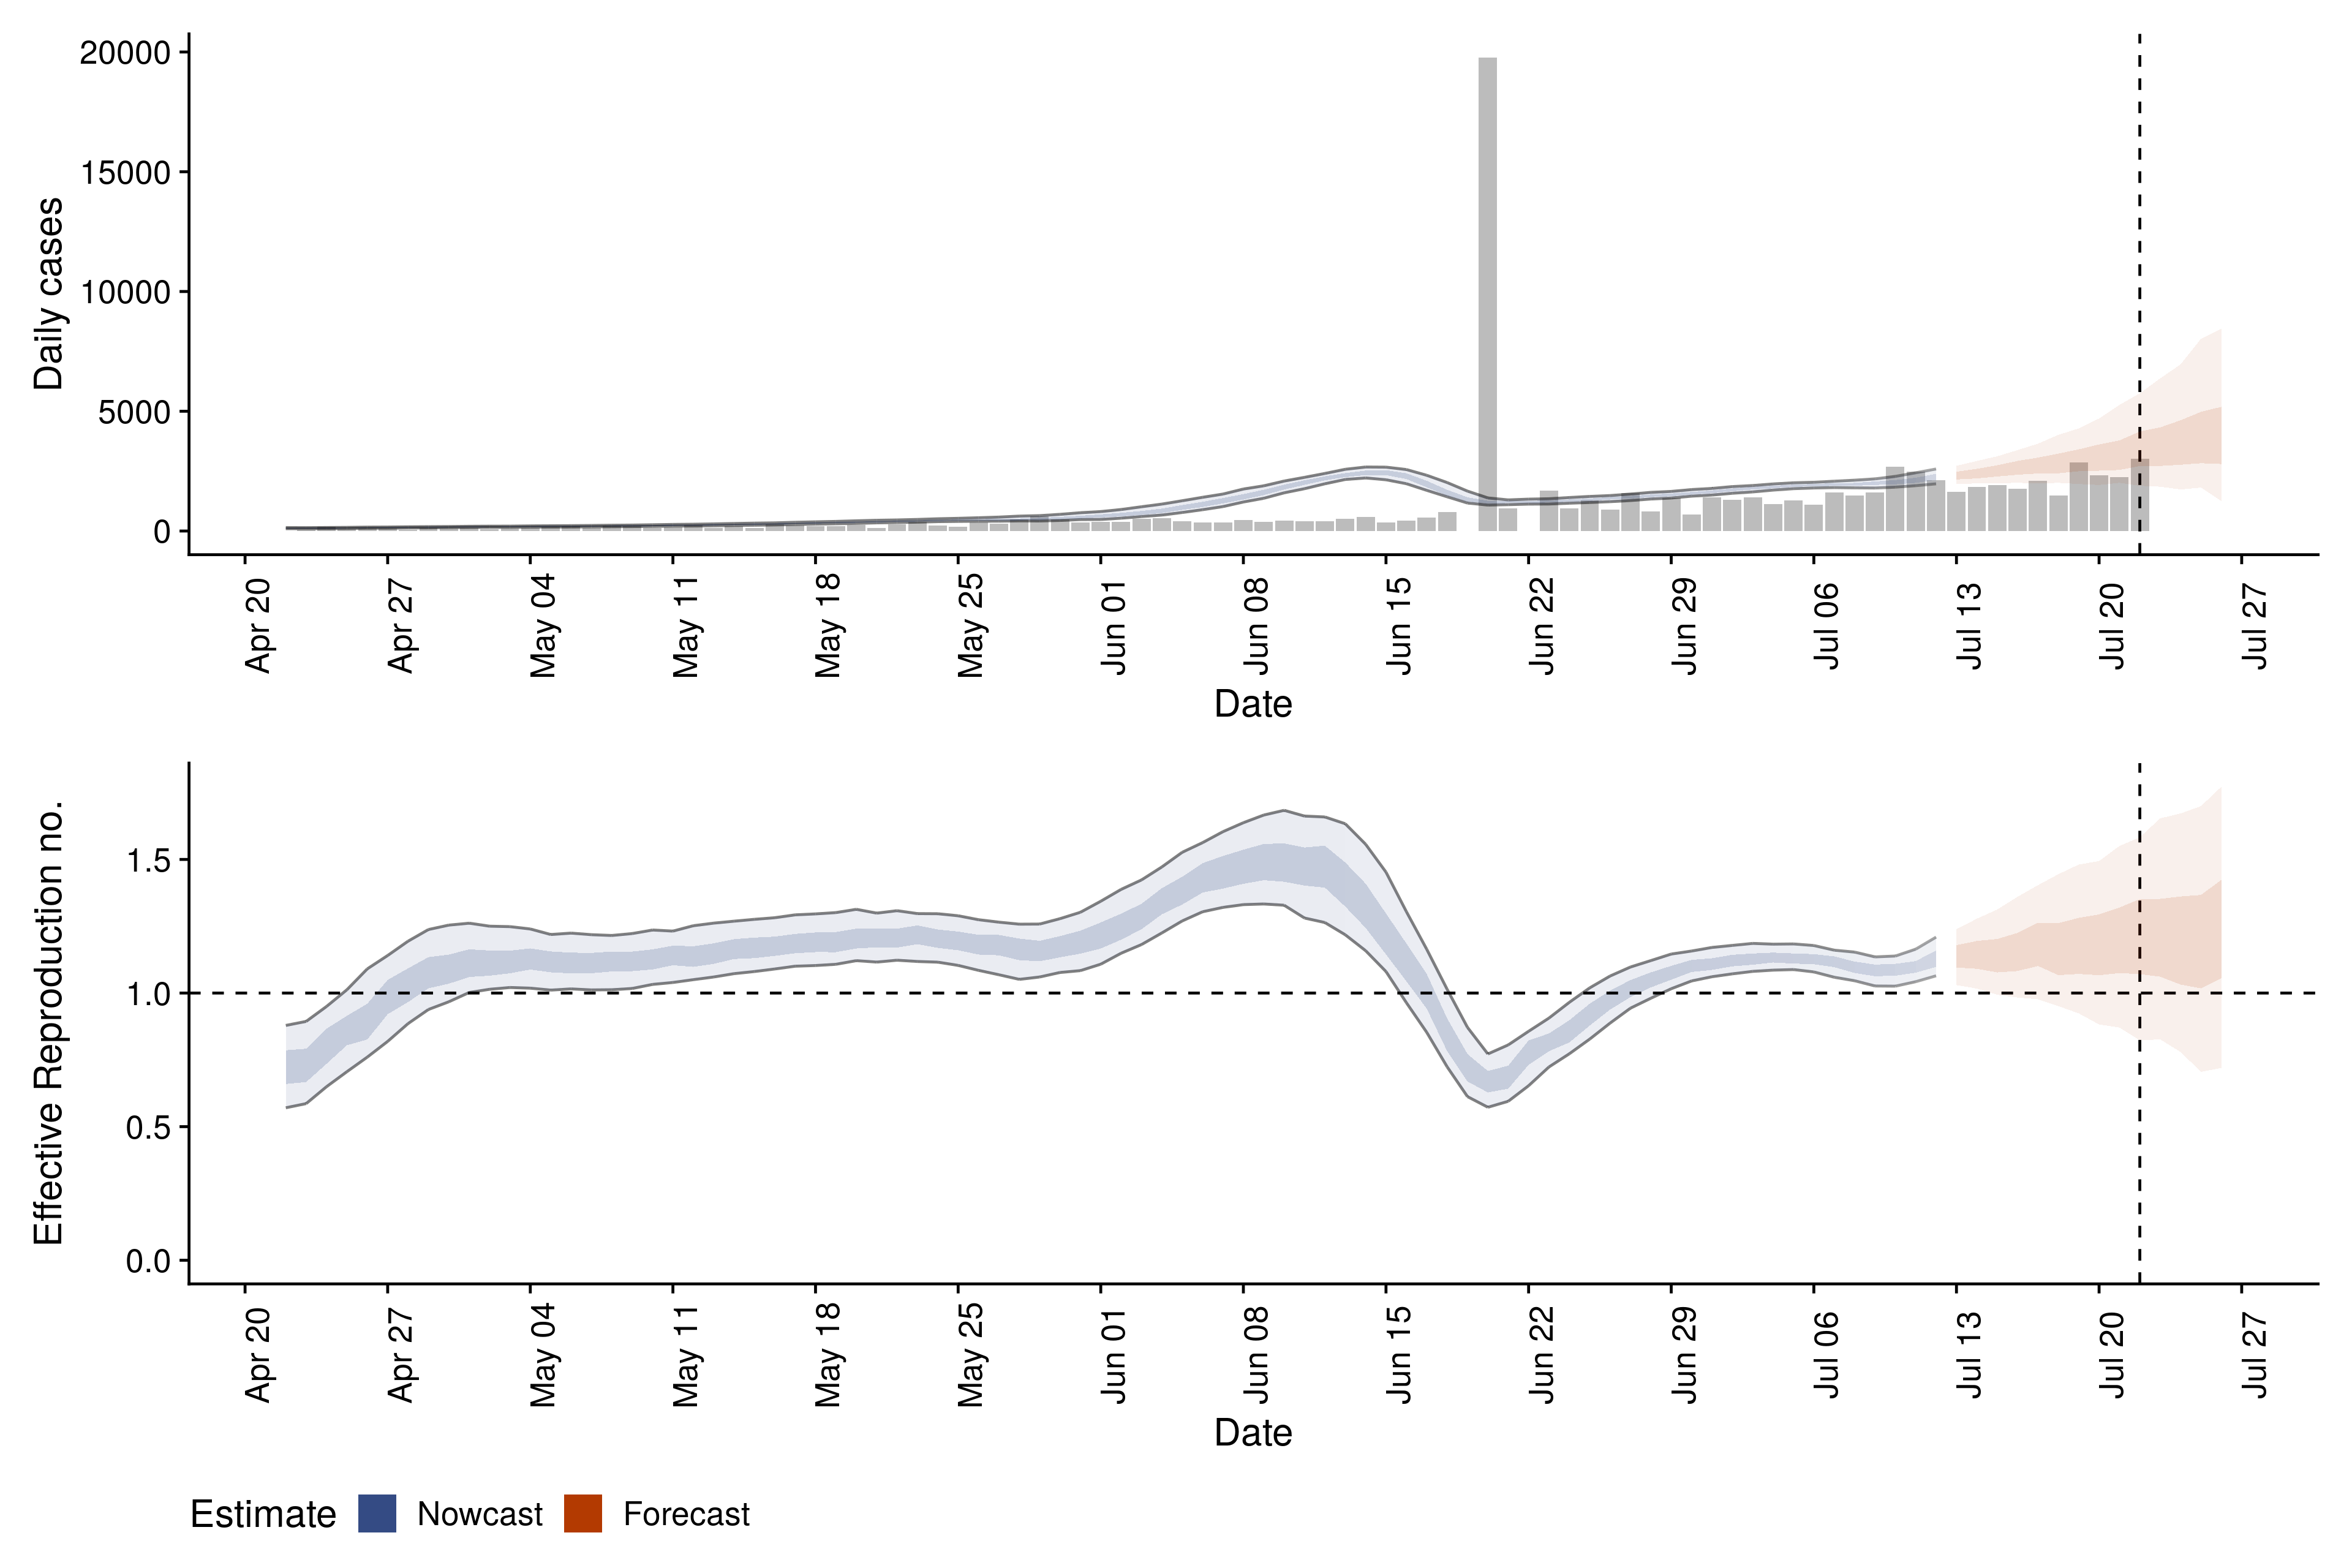 Daily cases
20000
15000
10000
5000
0
Apr 20
Apr 27
May 04
May 11
May 18
May 25
Jun 01
Jun 08
Jun 15
Jun 22
Jun 29
Jul 06
Jul 13
Jul 20
Jul 27
Date
Effective Reproduction no.
1.5
1.0
0.5
0.0
Apr 20
Apr 27
May 04
May 11
May 18
May 25
Jun 01
Jun 08
Jun 15
Jun 22
Jun 29
Jul 06
Jul 13
Jul 20
Jul 27
Date
Estimate Nowcast Forecast